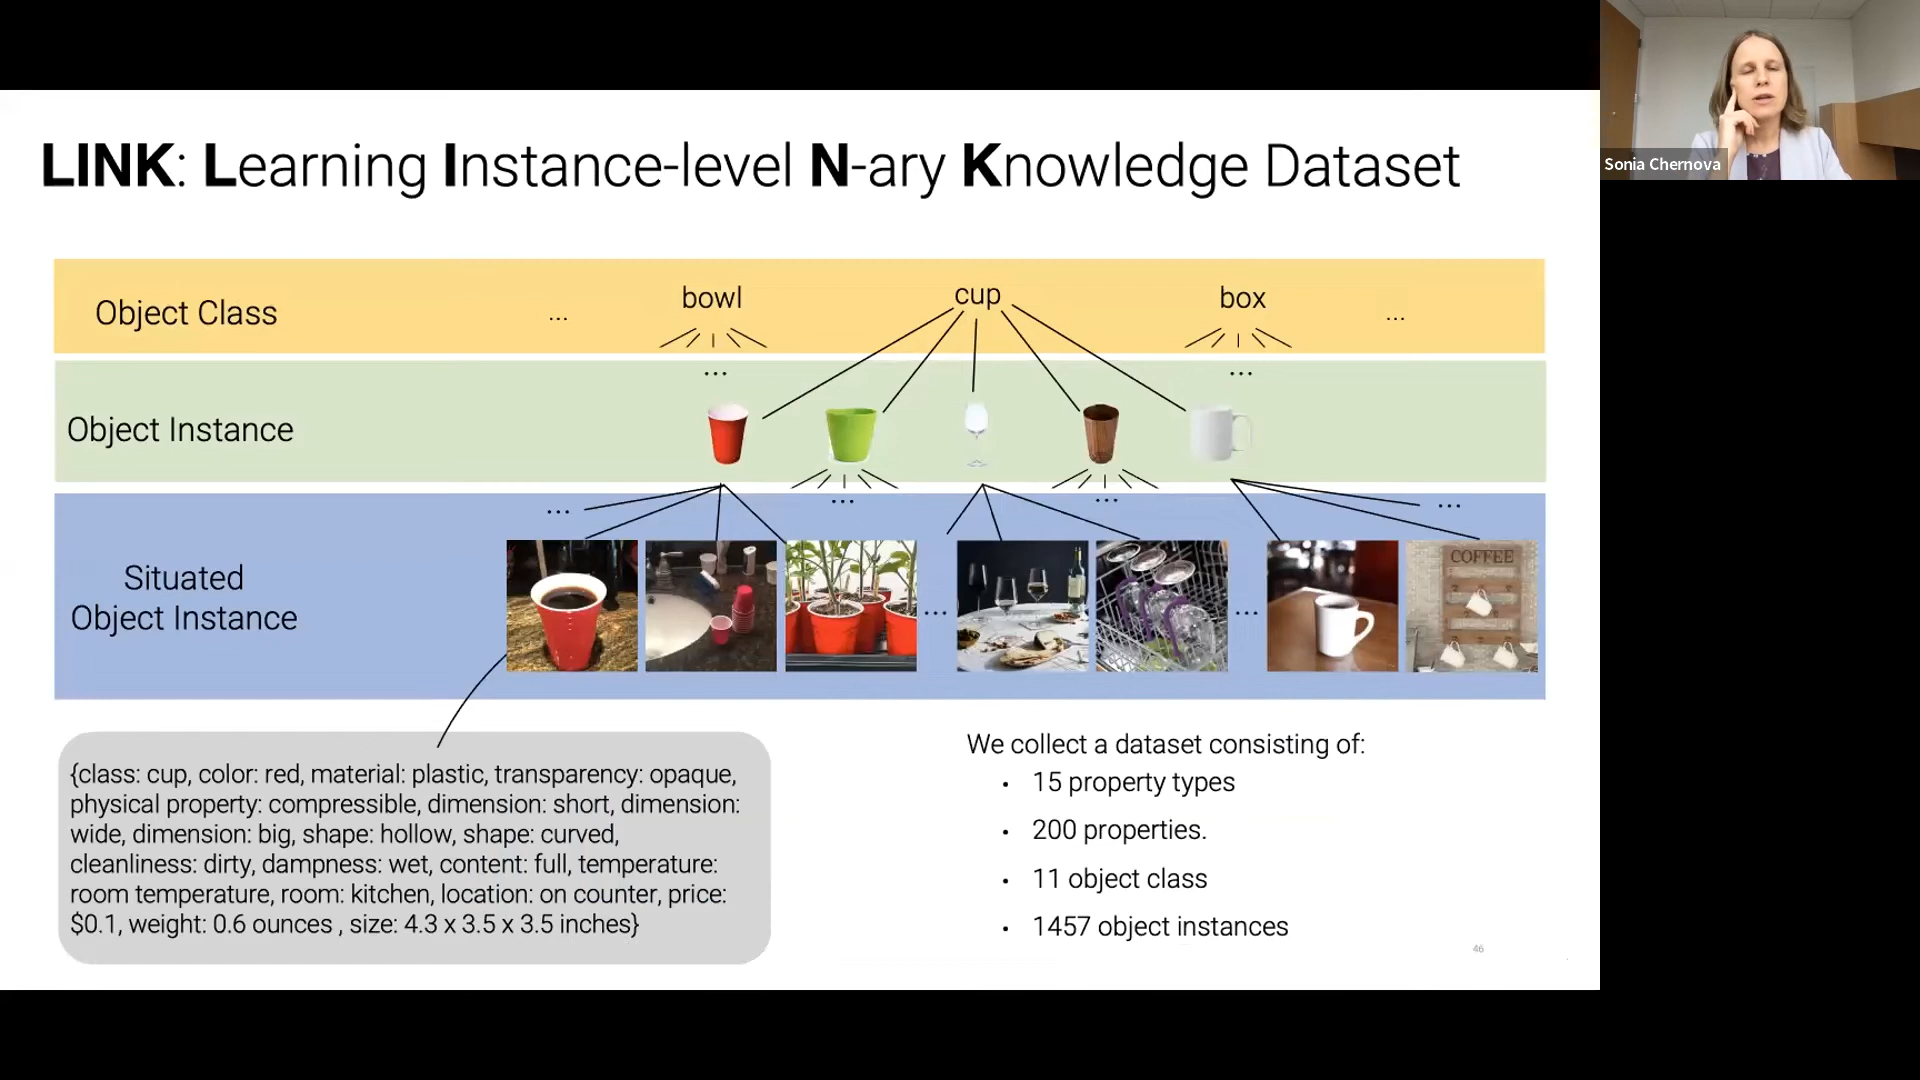 LINK: Learning Instance-level N-ary Knowledge Dataset
Sonia Chernova
Object Class
... bowl cup box ...
... ...
Object Instance
... ... ... ...
Situated
Object Instance
COFFEE
... ...
{class: cup, color: red, material: plastic, transparency: opaque,
physical property: compressible, dimension: short, dimension:
wide, dimension: big, shape: hollow, shape: curved,
cleanliness: dirty, dampness: wet, content: full, temperature:
room temperature, room: kitchen, location: on counter, price:
$0.1, weight: 0.6 ounces , size: 4.3 x 3.5 x 3.5 inches}
We collect a dataset consisting of:
• 15 property types
• 200 properties.
• 11 object class
• 1457 object instances
46